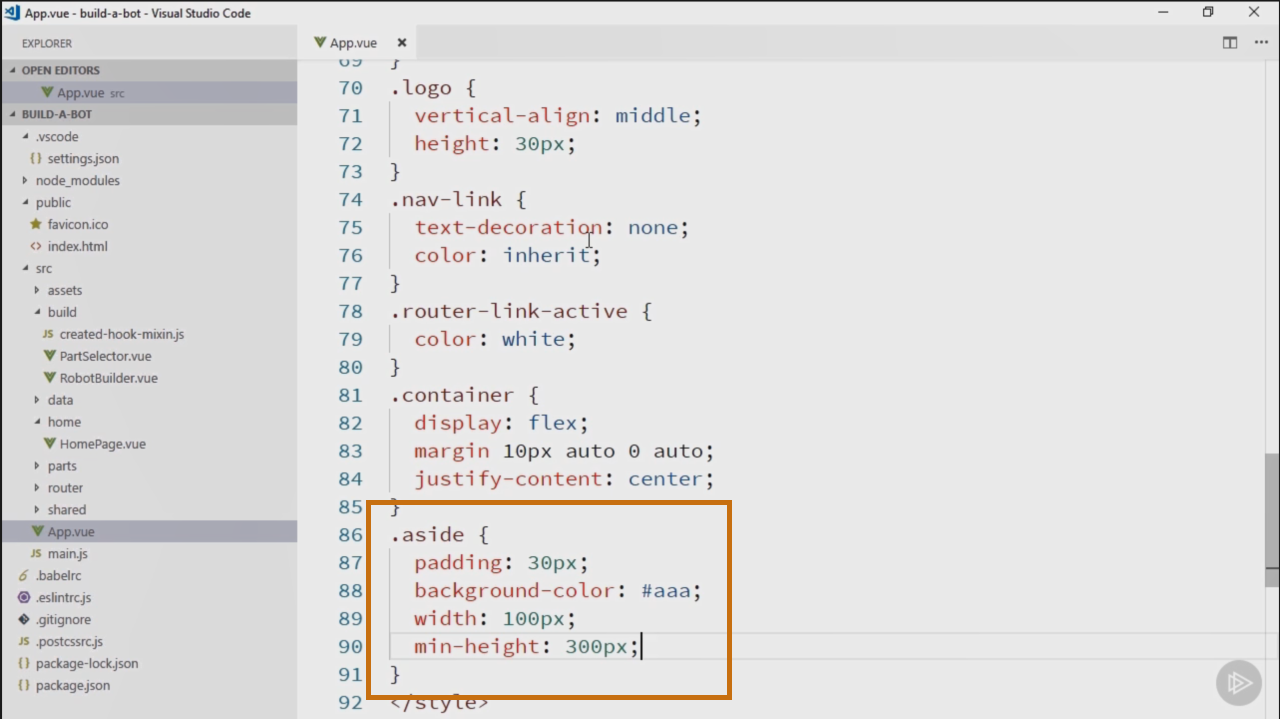 App.vue - build-a-bot - Visual Studio Code
EXPLORER
OPEN EDITORS
App.vue src
BUILD-A-BOT
.vscode
{} settings.json
node_modules
public
favicon.ico
<> index.html
src
assets
build
JS created-hook-mixin.js
PartSelector.vue
RobotBuilder.vue
data
home
HomePage.vue
parts
router
shared
App.vue
JS main.js
.babelrc
.eslintrc.js
.gitignore
JS .postcssrc.js
{} package-lock.json
{} package.json
App.vue
69 }
70 .logo {
71 vertical-align: middle;
72 height: 30px;
73 }
74 .nav-link {
75 text-decoration: none;
76 color: inherit;
77 }
78 .router-link-active {
79 color: white;
80 }
81 .container {
82 display: flex;
83 margin 10px auto 0 auto;
84 justify-content: center;
85 }
86 .aside {
87 padding: 30px;
88 background-color: #aaa;
89 width: 100px;
90 min-height: 300px;
91 }
92 </style>